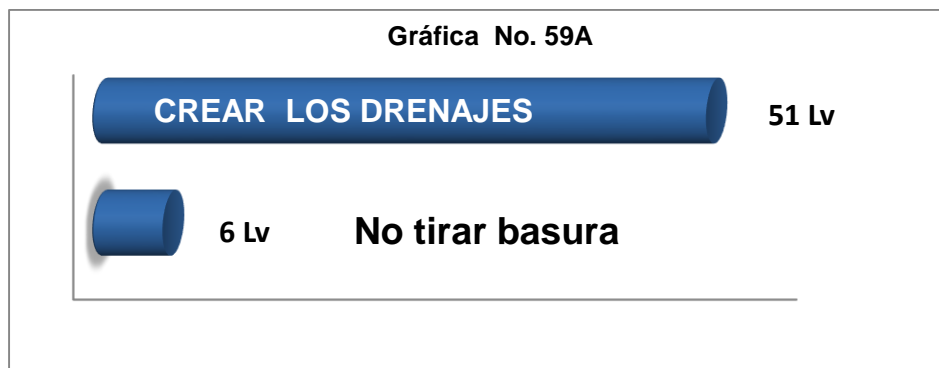 Gráfica No. 59A
CREAR LOS DRENAJES
51 Lv
6 Lv
No tirar basura